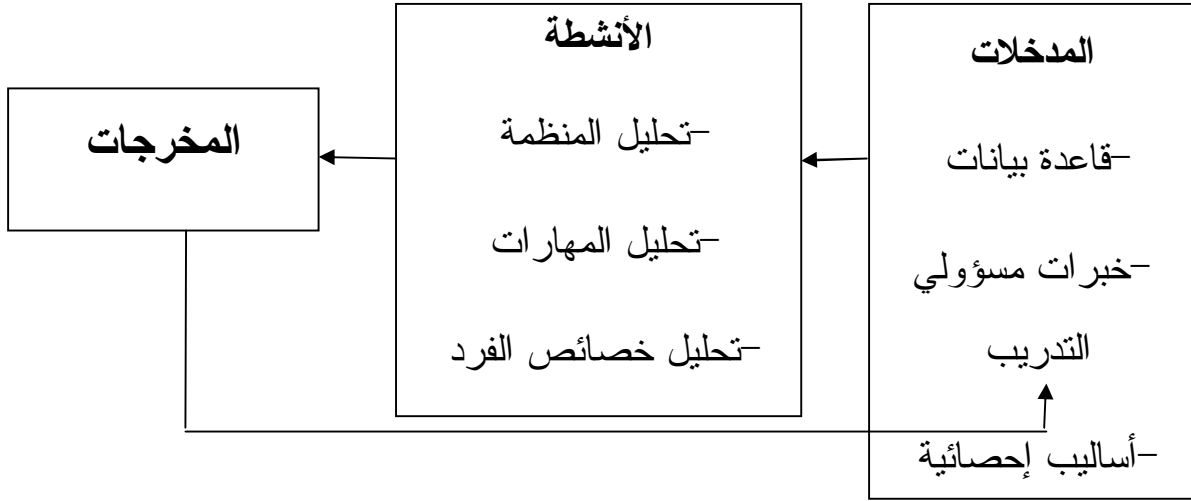 المدخلات
–قاعدة بيانات
–خبرات مسؤولي
التدريب
–أساليب إحصائية
الأنشطة
–تحليل المنظمة
–تحليل المهارات
–تحليل خصائص الفرد
المخرجات